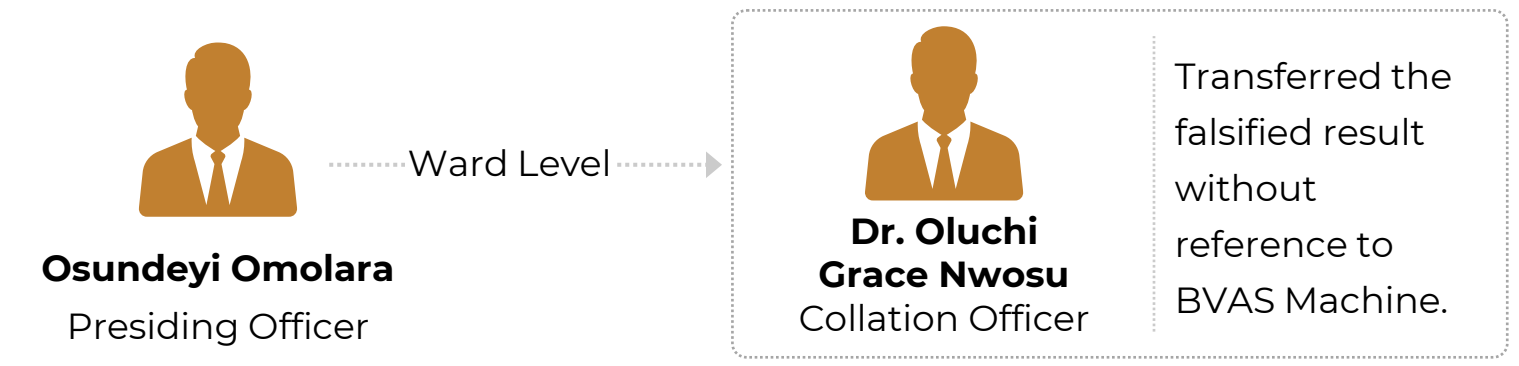 Osundeyi Omolara
Presiding Officer
Ward Level
Dr. Oluchi
Grace Nwosu
Collation Officer
Transferred the
falsified result
without
reference to
BVAS Machine.